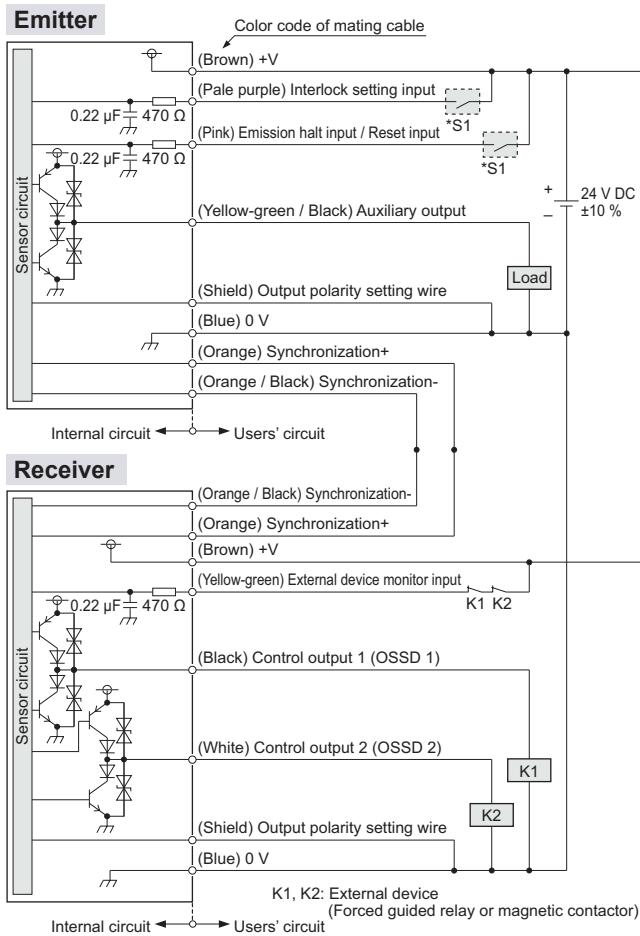 Emitter
Color code of mating cable
(Brown) +V
(Pale purple) Interlock setting input
0.22 µF 470 Ω
*S1
(Pink) Emission halt input / Reset input
0.22 µF 470 Ω
*S1
Sensor circuit
+
−
24 V DC
±10 %
(Yellow-green / Black) Auxiliary output
Load
(Shield) Output polarity setting wire
(Blue) 0 V
(Orange) Synchronization+
(Orange / Black) Synchronization-
Internal circuit Users' circuit
Receiver
(Orange / Black) Synchronization-
(Orange) Synchronization+
(Brown) +V
(Yellow-green) External device monitor input
0.22 µF 470 Ω
K1 K2
Sensor circuit
(Black) Control output 1 (OSSD 1)
(White) Control output 2 (OSSD 2)
K1
K2
(Shield) Output polarity setting wire
(Blue) 0 V
K1, K2: External device
(Forced guided relay or magnetic contactor)
Internal circuit Users' circuit